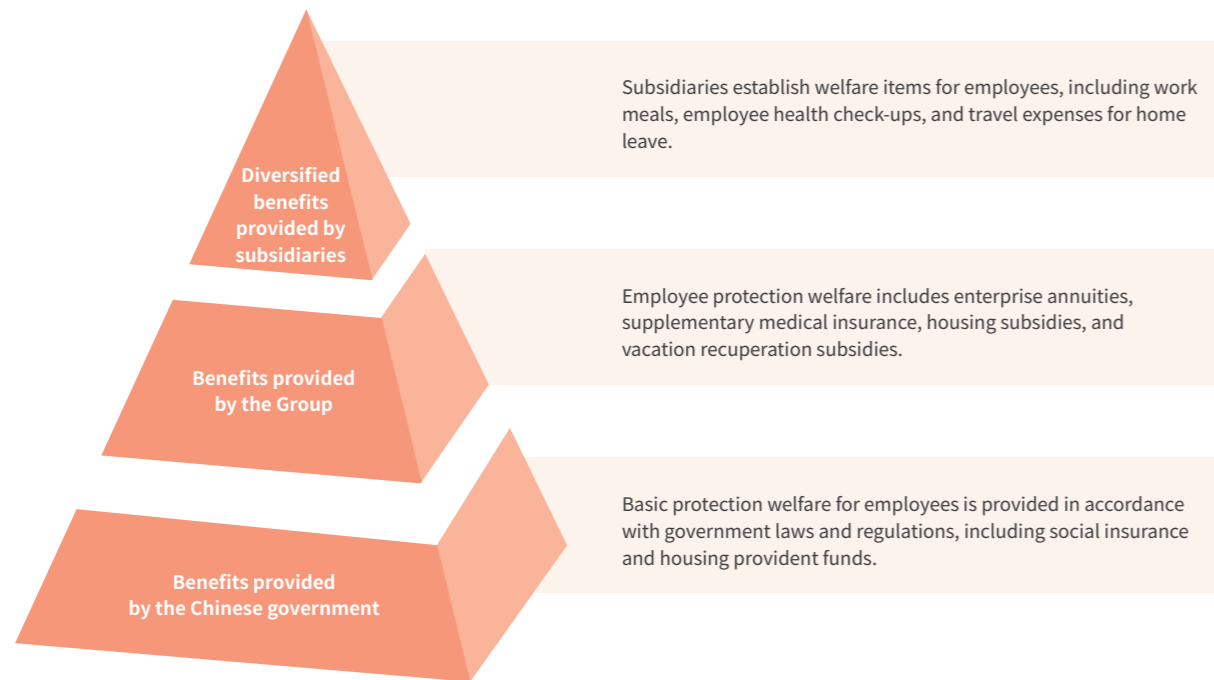 Diversified
benefits
provided by
subsidiaries
Subsidiaries establish welfare items for employees, including work
meals, employee health check-ups, and travel expenses for home
leave.
Benefits provided
by the Group
Employee protection welfare includes enterprise annuities,
supplementary medical insurance, housing subsidies, and
vacation recuperation subsidies.
Benefits provided
by the Chinese government
Basic protection welfare for employees is provided in accordance
with government laws and regulations, including social insurance
and housing provident funds.